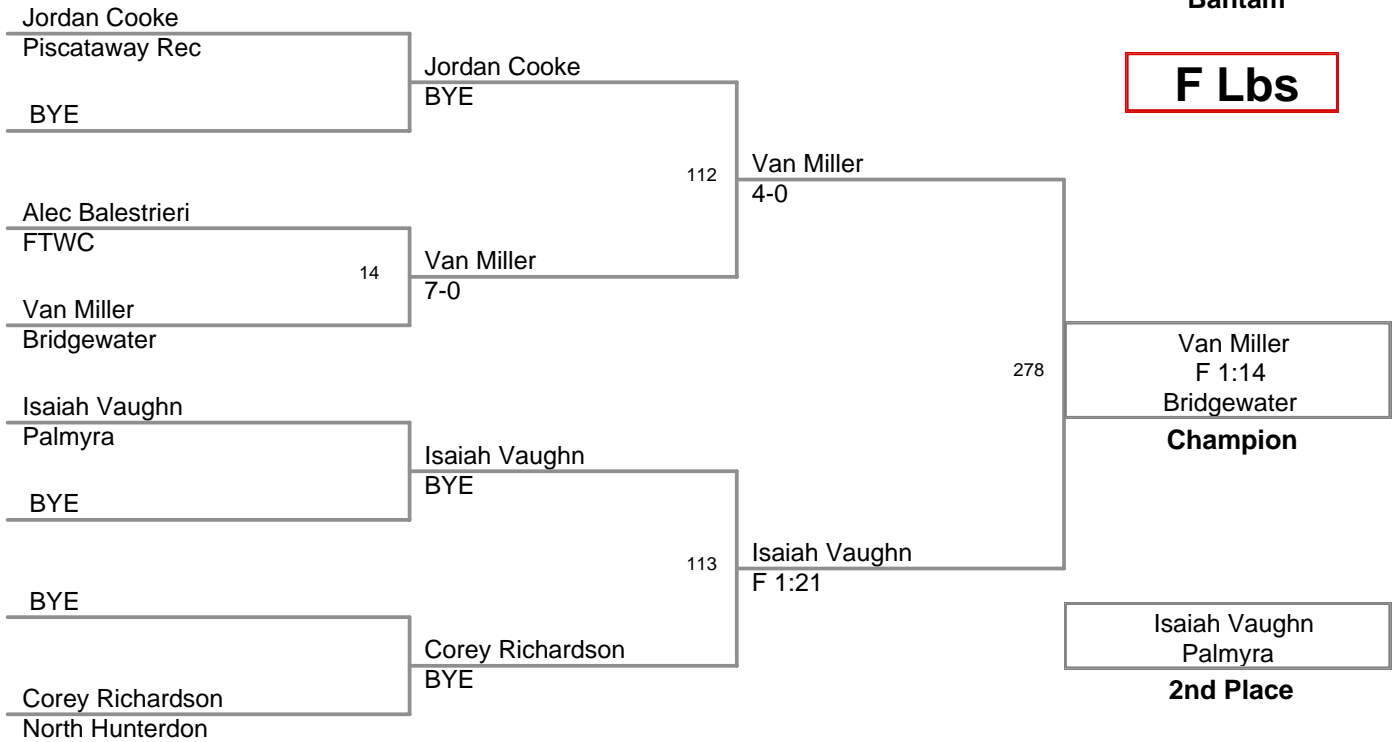 Bantam
F Lbs
Jordan Cooke
Piscataway Rec
BYE
Alec Balestrieri
FTWC
14
Van Miller
Bridgewater
Isaiah Vaughn
Palmyra
BYE
BYE
Corey Richardson
North Hunterdon
Jordan Cooke
BYE
112
Van Miller
7-0
Isaiah Vaughn
BYE
113
Corey Richardson
BYE
Van Miller
4-0
278
Isaiah Vaughn
F 1:21
Van Miller
F 1:14
Bridgewater
Champion
Isaiah Vaughn
Palmyra
2nd Place